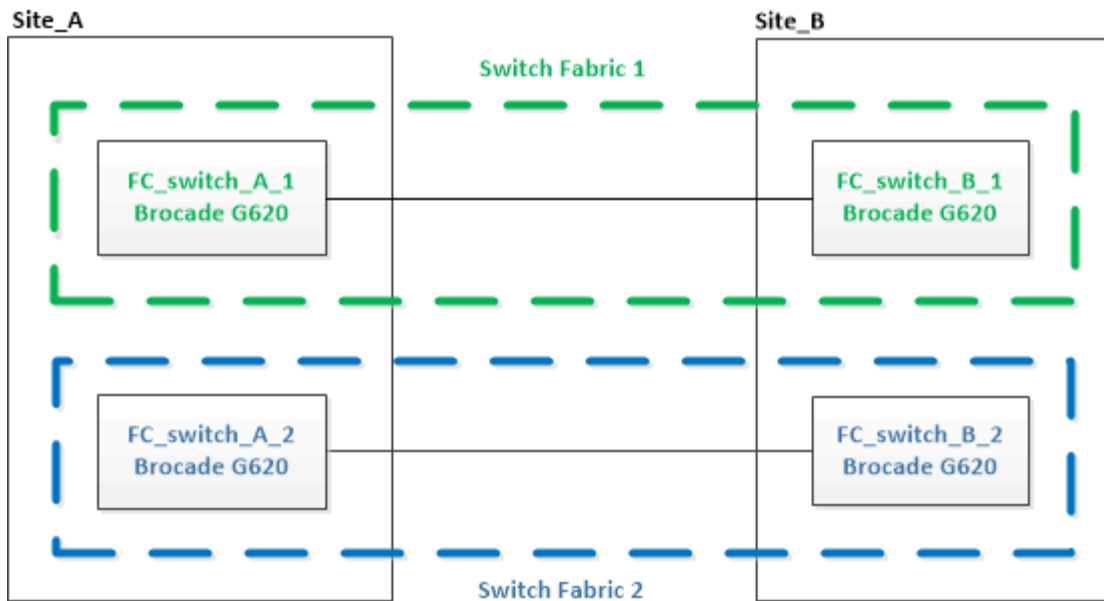 Site_A
Site_B
Switch Fabric 1
FC_switch_A_1
Brocade G620
FC_switch_B_1
Brocade G620
FC_switch_A_2
Brocade G620
FC_switch_B_2
Brocade G620
Switch Fabric 2